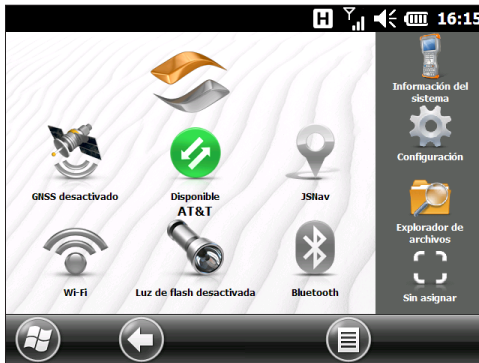 H 16:15
Información del
sistema
Configuración
GNSS desactivado
Disponible
AT&T
JSNav
Explorador de
archivos
Wi-Fi
Luz de flash desactivada
Bluetooth
Sin asignar